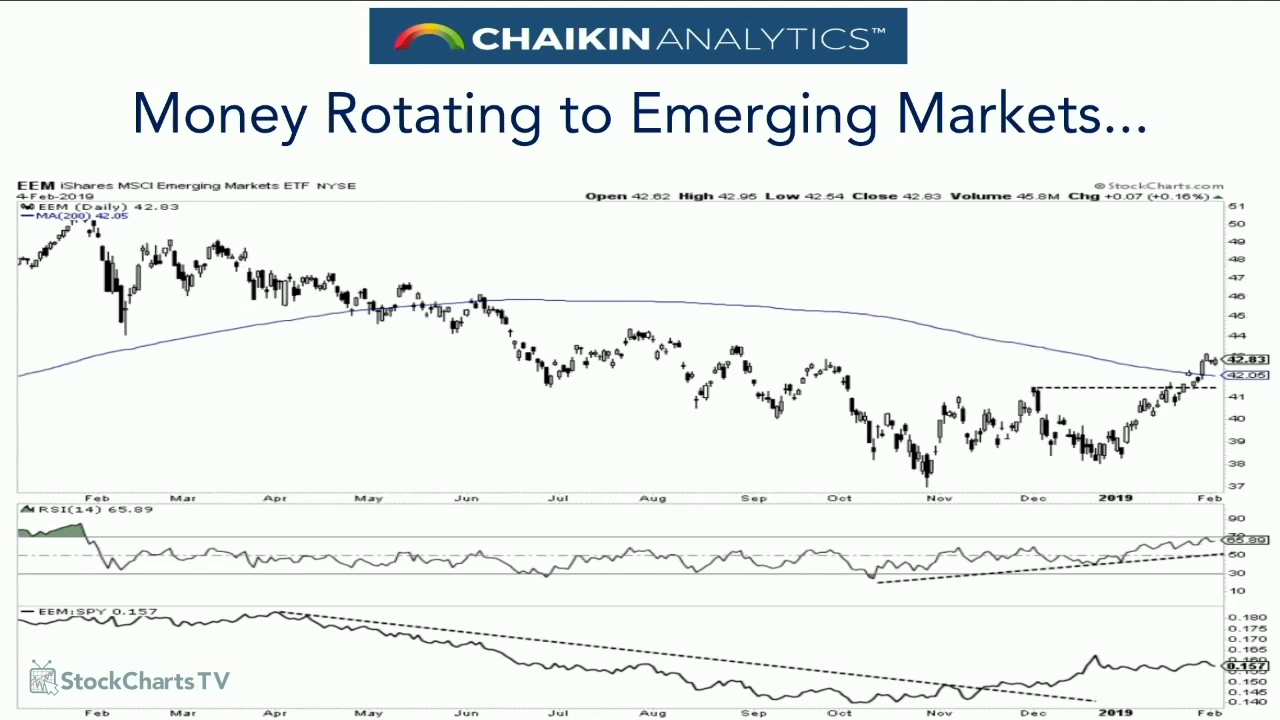 CHAIKIN ANALYTICS™
Money Rotating to Emerging Markets...
EEM iShares MSCI Emerging Markets ETF NYSE
© StockCharts.com
4-Feb-2019
Open 42.62 High 42.95 Low 42.54 Close 42.83 Volume 45.8M Chg +0.07 (+0.16%)
EEM (Daily) 42.83
MA(200) 42.05
51
50
49
48
47
46
45
44
42.83
42.05
41
40
39
38
37
Feb Mar Apr May Jun Jul Aug Sep Oct Nov Dec 2019 Feb
RSI(14) 65.89
90
70
65.89
50
30
10
EEM:SPY 0.157
0.180
0.175
0.170
0.165
0.157
0.150
0.145
0.140
StockChartsTV
Feb Mar Apr May Jun Jul Aug Sep Oct Nov Dec 2019 Feb